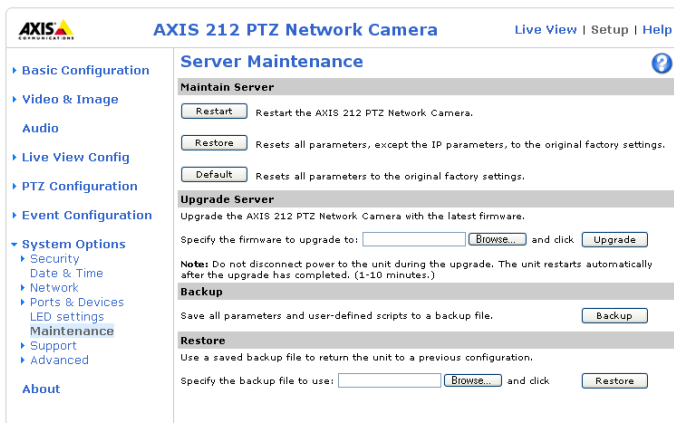 AXIS
COMMUNICATIONS
AXIS 212 PTZ Network Camera
Live View | Setup | Help
Basic Configuration
Video & Image
Audio
Live View Config
PTZ Configuration
Event Configuration
System Options
Security
Date & Time
Network
Ports & Devices
LED settings
Maintenance
Support
Advanced
About
Server Maintenance
?
Maintain Server
Restart Restart the AXIS 212 PTZ Network Camera.
Restore Resets all parameters, except the IP parameters, to the original factory settings.
Default Resets all parameters to the original factory settings.
Upgrade Server
Upgrade the AXIS 212 PTZ Network Camera with the latest firmware.
Specify the firmware to upgrade to: Browse... and click Upgrade
Note: Do not disconnect power to the unit during the upgrade. The unit restarts automatically
after the upgrade has completed. (1-10 minutes.)
Backup
Save all parameters and user-defined scripts to a backup file. Backup
Restore
Use a saved backup file to return the unit to a previous configuration.
Specify the backup file to use: Browse... and click Restore